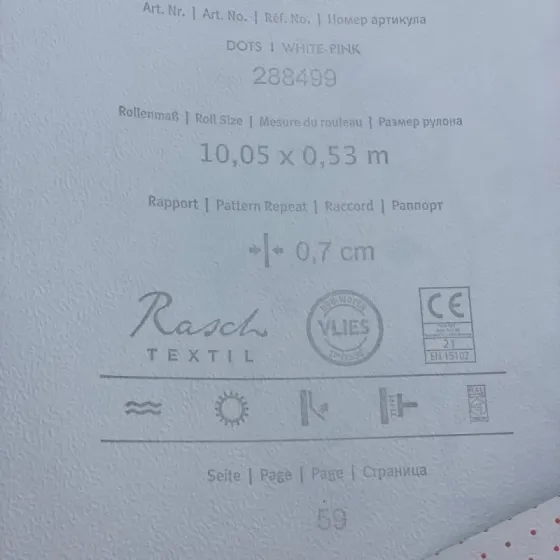 Art. Nr. | Art. No. | Réf. No. | Номер артикула
DOTS I WHITE-PINK
288499
Rollenmaß | Roll Size | Mesure du rouleau | Размер рулона
10,05 x 0,53 m
Rapport | Pattern Repeat | Raccord | Раппорт
0,7 cm
Rasch
TEXTIL
VLIES
CE
21
EN 15102
Seite | Page | Page | Страница
59